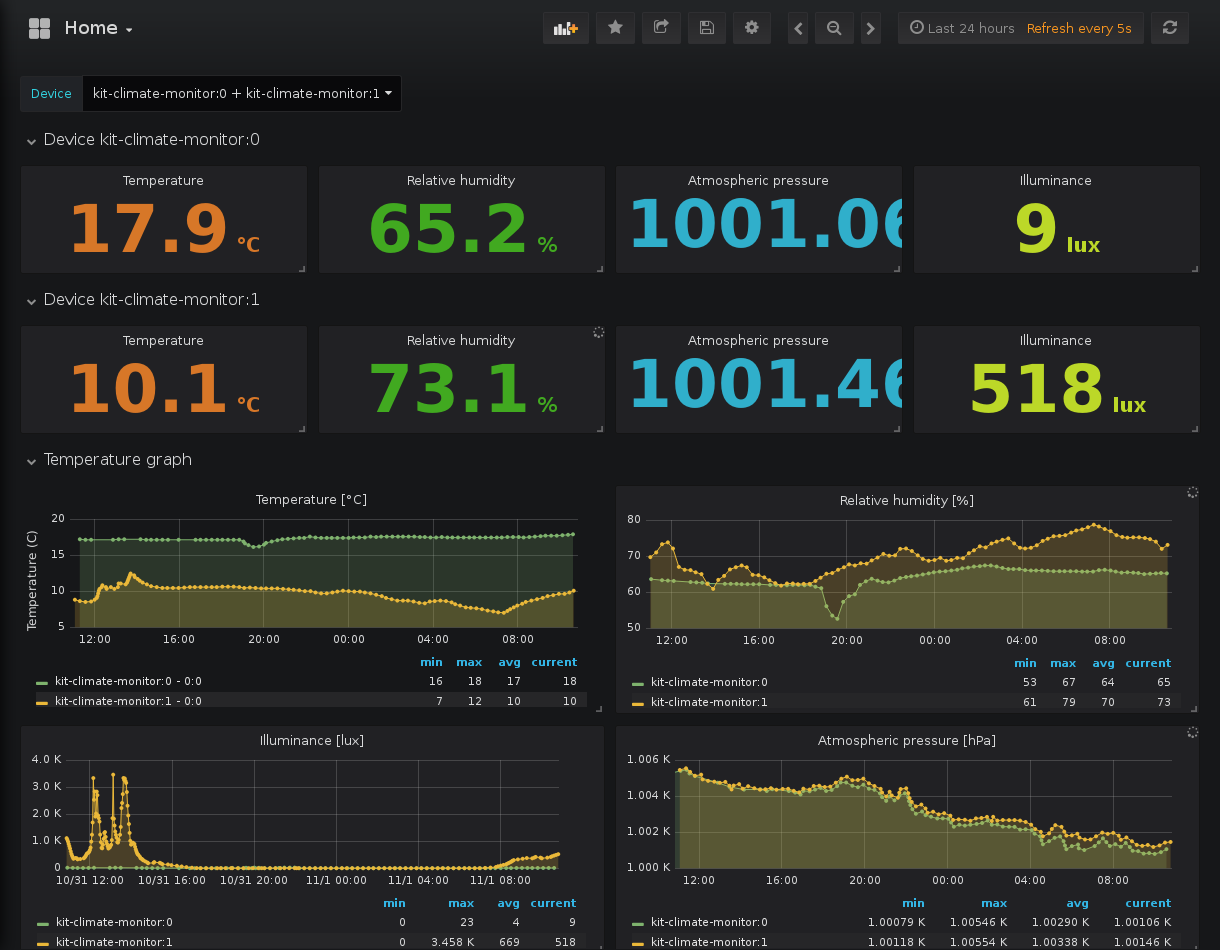 Home
Last 24 hours Refresh every 5s
Device kit-climate-monitor:0 + kit-climate-monitor:1
Device kit-climate-monitor:0
Temperature Relative humidity Atmospheric pressure Illuminance
17.9 °C 65.2 % 1001.06 9 lux
Device kit-climate-monitor:1
Temperature Relative humidity Atmospheric pressure Illuminance
10.1 °C 73.1 % 1001.46 518 lux
Temperature graph
Temperature [°C]
Temperature (C)
20
15
10
5
12:00 16:00 20:00 00:00 04:00 08:00
min max avg current
kit-climate-monitor:0 - 0:0 16 18 17 18
kit-climate-monitor:1 - 0:0 7 12 10 10
Relative humidity [%]
80
70
60
50
12:00 16:00 20:00 00:00 04:00 08:00
min max avg current
kit-climate-monitor:0 53 67 64 65
kit-climate-monitor:1 61 79 70 73
Illuminance [lux]
4.0 K
3.0 K
2.0 K
1.0 K
0
10/31 12:00 10/31 16:00 10/31 20:00 11/1 00:00 11/1 04:00 11/1 08:00
min max avg current
kit-climate-monitor:0 0 23 4 9
kit-climate-monitor:1 0 3.458 K 669 518
Atmospheric pressure [hPa]
1.006 K
1.004 K
1.002 K
1.000 K
12:00 16:00 20:00 00:00 04:00 08:00
min max avg current
kit-climate-monitor:0 1.00079 K 1.00546 K 1.00290 K 1.00106 K
kit-climate-monitor:1 1.00118 K 1.00554 K 1.00338 K 1.00146 K